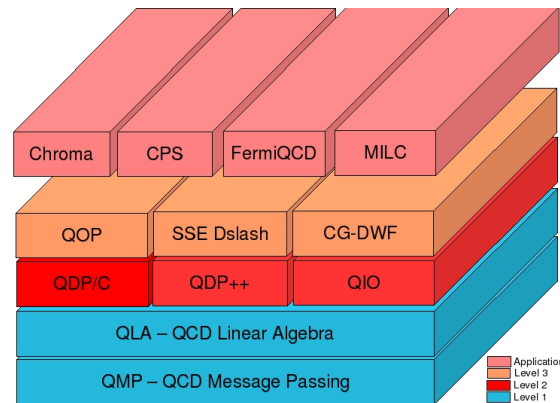 Chroma CPS FermiQCD MILC
QOP SSE Dslash CG-DWF
QDP/C QDP++ QIO
QLA – QCD Linear Algebra
QMP – QCD Message Passing
Application
Level 3
Level 2
Level 1